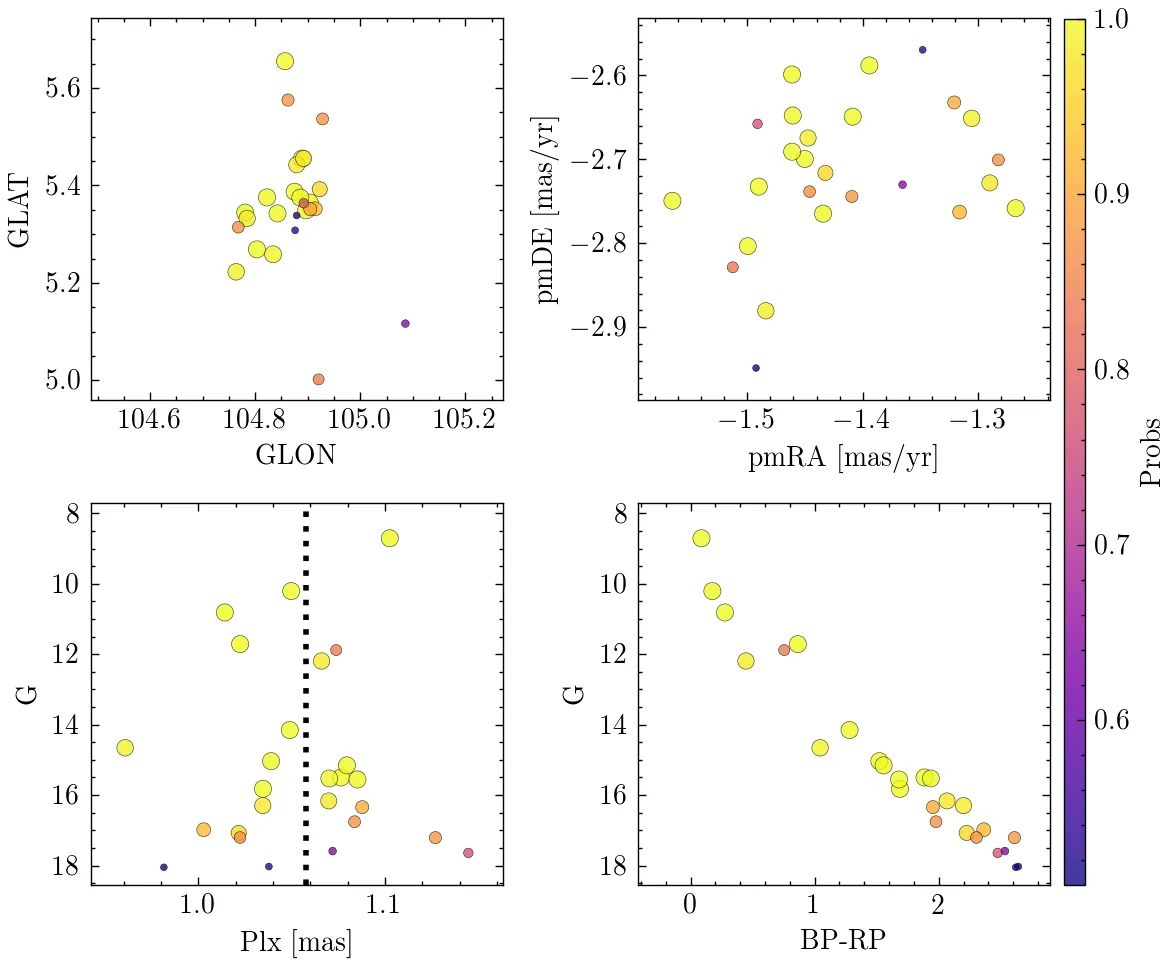 5.6
5.4
5.2
5.0
GLAT
104.6 104.8 105.0 105.2
GLON
−2.6
−2.7
−2.8
−2.9
pmDE [mas/yr]
−1.5 −1.4 −1.3
pmRA [mas/yr]
1.0
0.9
0.8
0.7
0.6
Probs
8
10
12
14
16
18
G
1.0 1.1
Plx [mas]
8
10
12
14
16
18
G
0 1 2
BP-RP